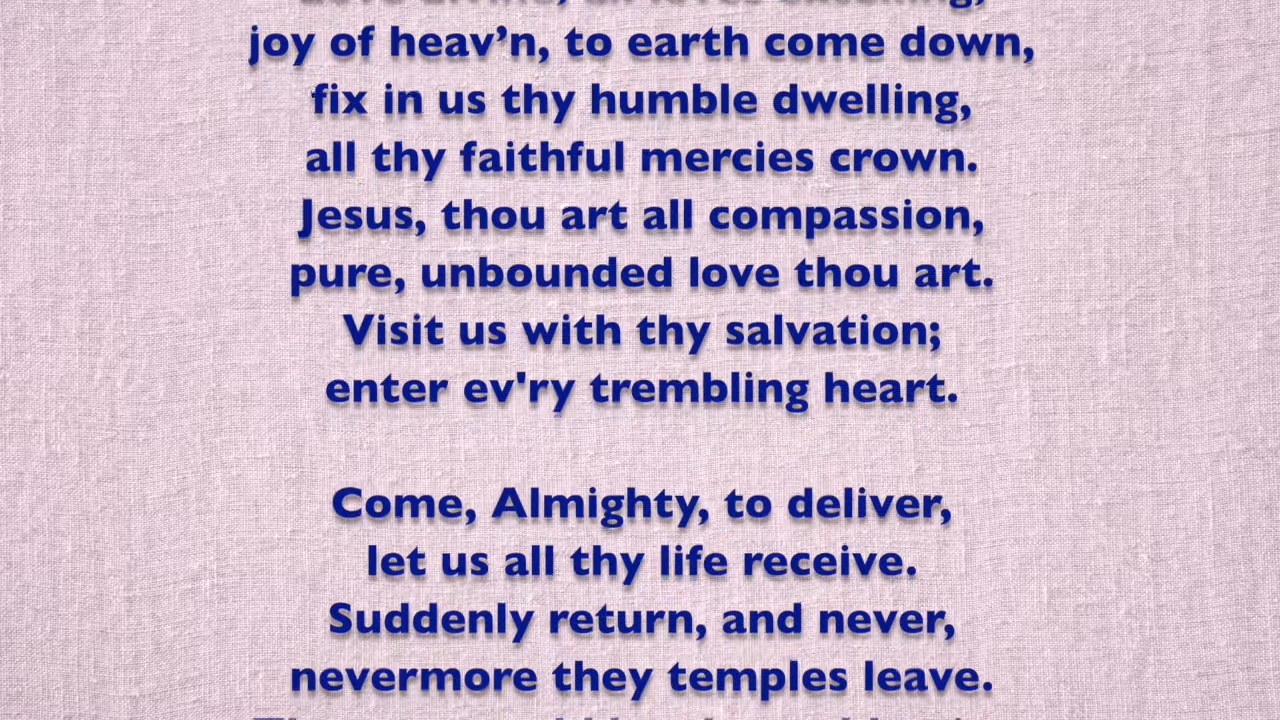 joy of heav’n, to earth come down,
fix in us thy humble dwelling,
all thy faithful mercies crown.
Jesus, thou art all compassion,
pure, unbounded love thou art.
Visit us with thy salvation;
enter ev'ry trembling heart.
Come, Almighty, to deliver,
let us all thy life receive.
Suddenly return, and never,
nevermore they temples leave.